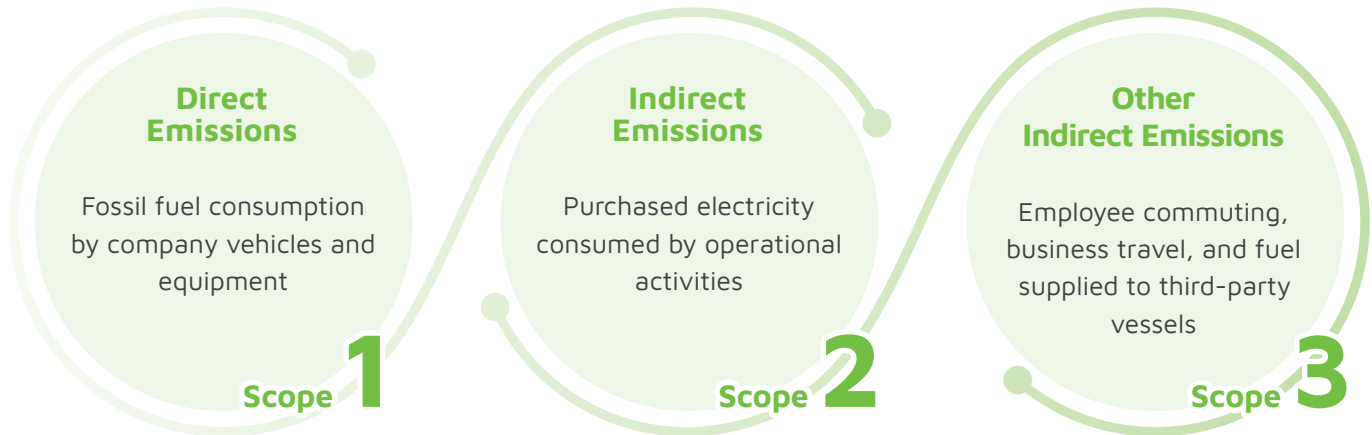 Direct
Emissions
Fossil fuel consumption
by company vehicles and
equipment
Scope 1
Indirect
Emissions
Purchased electricity
consumed by operational
activities
Scope 2
Other
Indirect Emissions
Employee commuting,
business travel, and fuel
supplied to third-party
vessels
Scope 3